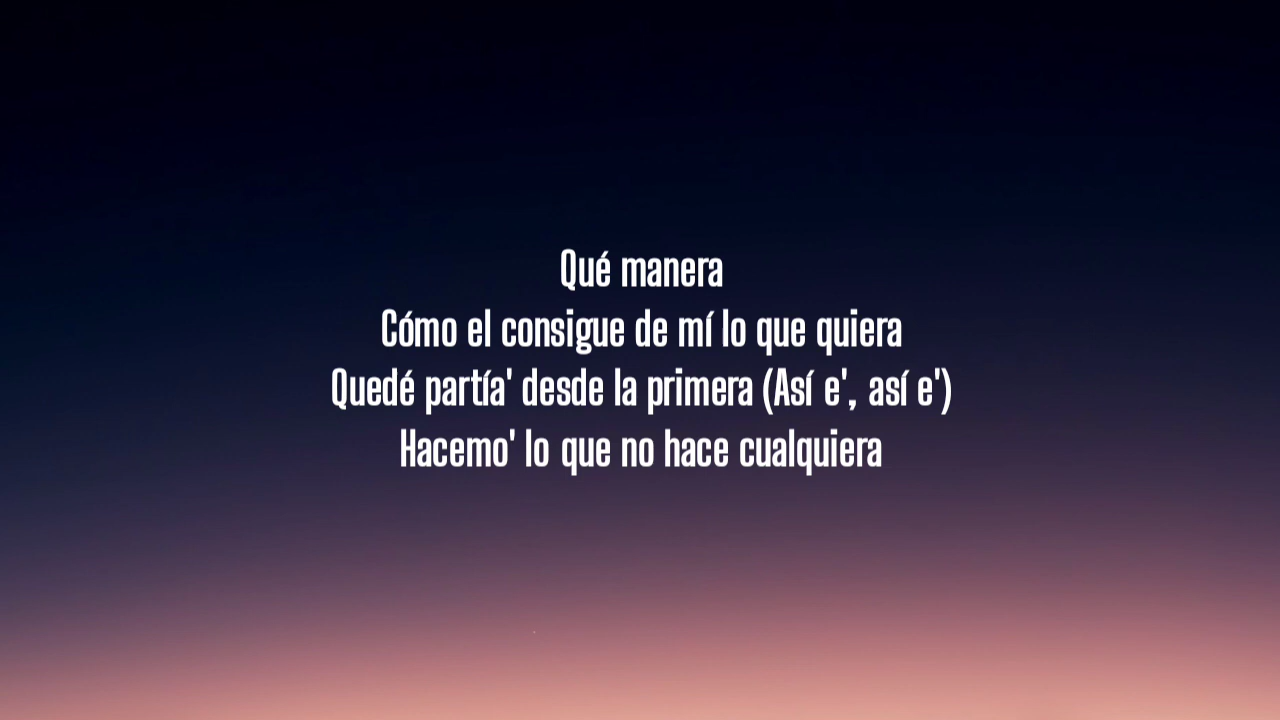 Qué manera
Cómo el consigue de mí lo que quiera
Quedé partía' desde la primera (Así e', así e')
Hacemo' lo que no hace cualquiera